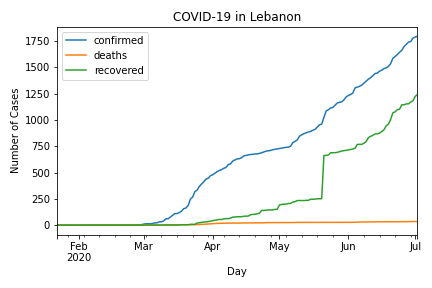 COVID-19 in Lebanon
confirmed
deaths
recovered
1750
1500
1250
1000
750
500
250
0
Number of Cases
Feb Mar Apr May Jun Jul
2020
Day